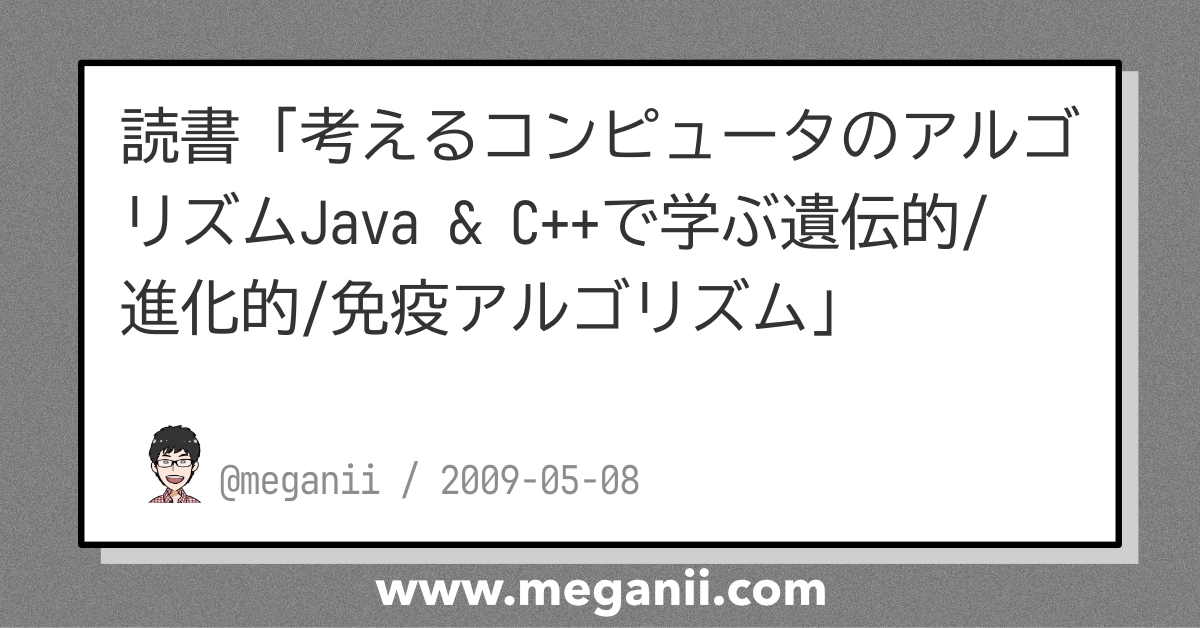 読書「考えるコンピュータのアルゴ
リズムJava & C++で学ぶ遺伝的/
進化的/免疫アルゴリズム」
@meganii / 2009-05-08
www.meganii.com